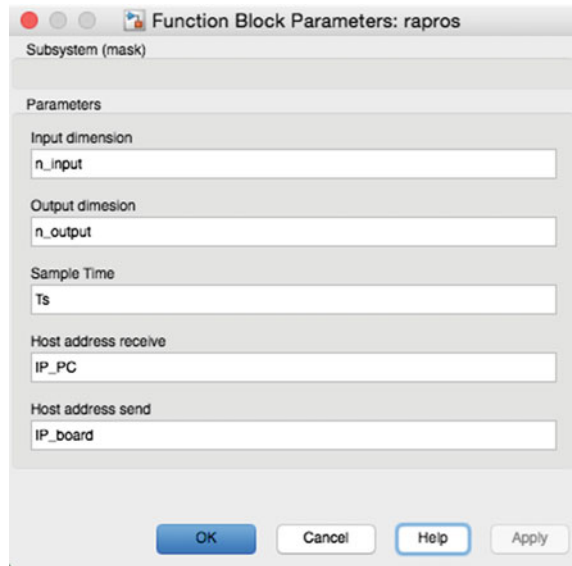 Function Block Parameters: rapros
Subsystem (mask)
Parameters
Input dimension
n_input
Output dimesion
n_output
Sample Time
Ts
Host address receive
IP_PC
Host address send
IP_board
OK Cancel Help Apply